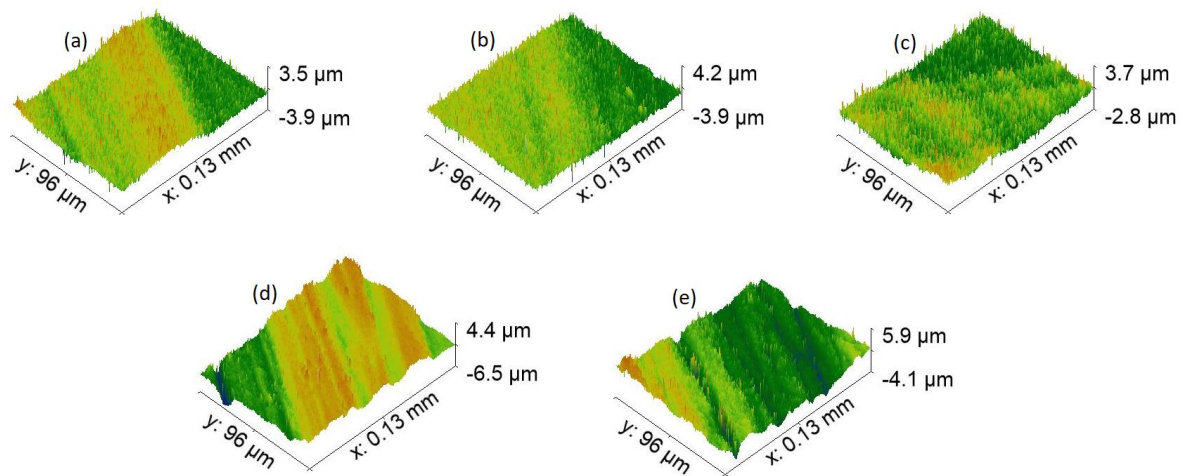 (a)
3.5 µm
-3.9 µm
y: 96 µm
x: 0.13 mm
(b)
4.2 µm
-3.9 µm
y: 96 µm
x: 0.13 mm
(c)
3.7 µm
-2.8 µm
y: 96 µm
x: 0.13 mm
(d)
4.4 µm
-6.5 µm
y: 96 µm
x: 0.13 mm
(e)
5.9 µm
-4.1 µm
y: 96 µm
x: 0.13 mm